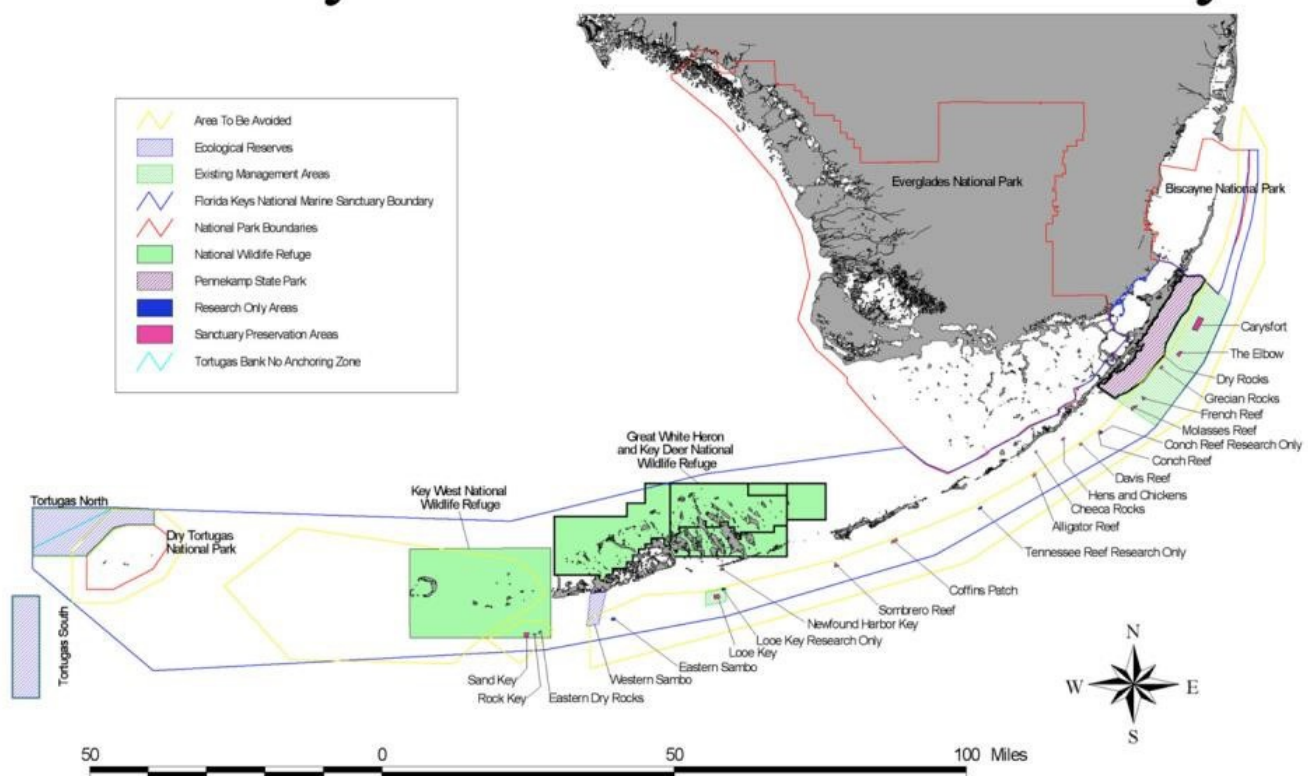 Area To Be Avoided
Ecological Reserves
Existing Management Areas
Florida Keys National Marine Sanctuary Boundary
National Park Boundaries
National Wildlife Refuge
Pennekamp State Park
Research Only Areas
Sanctuary Preservation Areas
Tortugas Bank No Anchoring Zone
Everglades National Park
Biscayne National Park
Carysfort
The Elbow
Dry Rocks
Grecian Rocks
French Reef
Molasses Reef
Conch Reef Research Only
Conch Reef
Davis Reef
Hens and Chickens
Cheeca Rocks
Alligator Reef
Tennessee Reef Research Only
Coffins Patch
Sombrero Reef
Newfound Harbor Key
Looe Key Research Only
Looe Key
Eastern Sambo
Western Sambo
Eastern Dry Rocks
Rock Key
Sand Key
Great White Heron
and Key Deer National
Wildlife Refuge
Key West National
Wildlife Refuge
Tortugas North
Dry Tortugas
National Park
Tortugas South
N
W
E
S
50 0 50 100 Miles